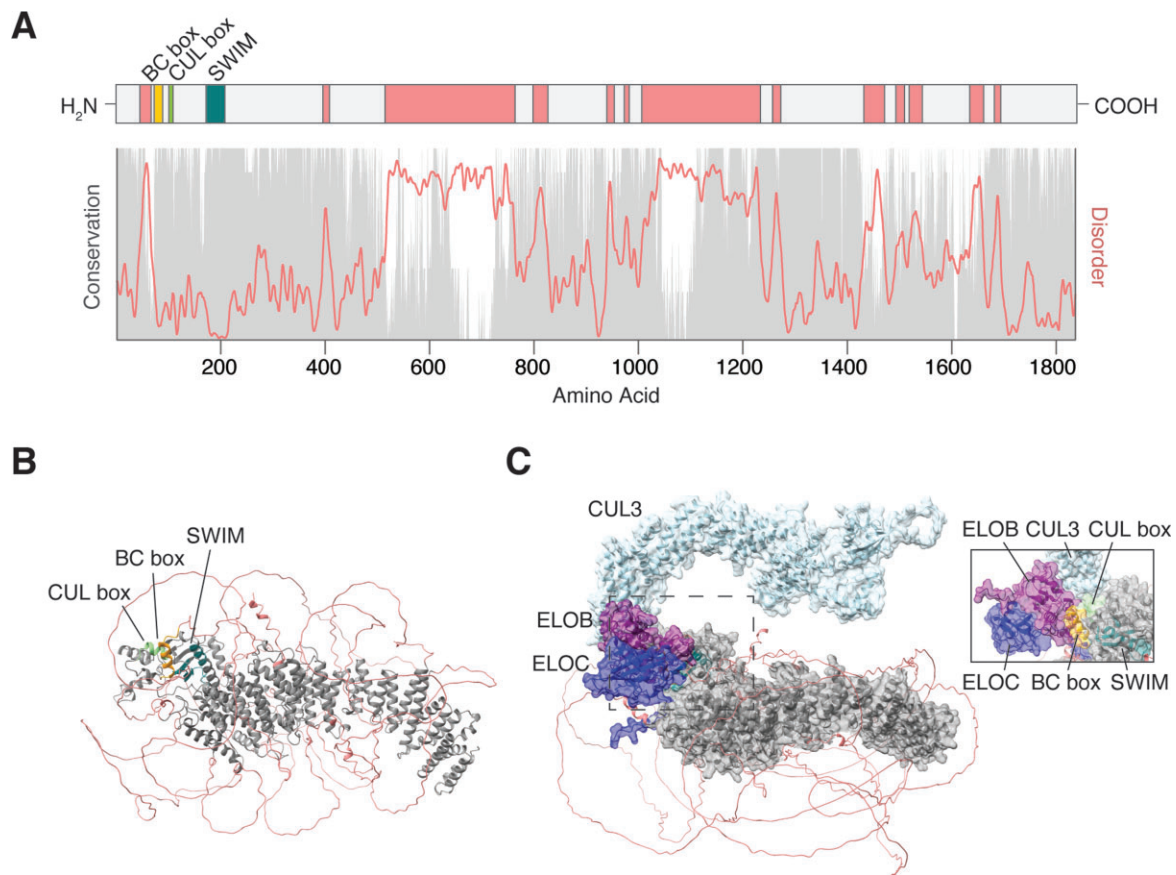 A
BC box
CUL box
SWIM
H₂N
COOH
Conservation
Disorder
200 400 600 800 1000 1200 1400 1600 1800
Amino Acid
B
SWIM
BC box
CUL box
C
CUL3
ELOB
ELOC
ELOB CUL3 CUL box
ELOC BC box SWIM